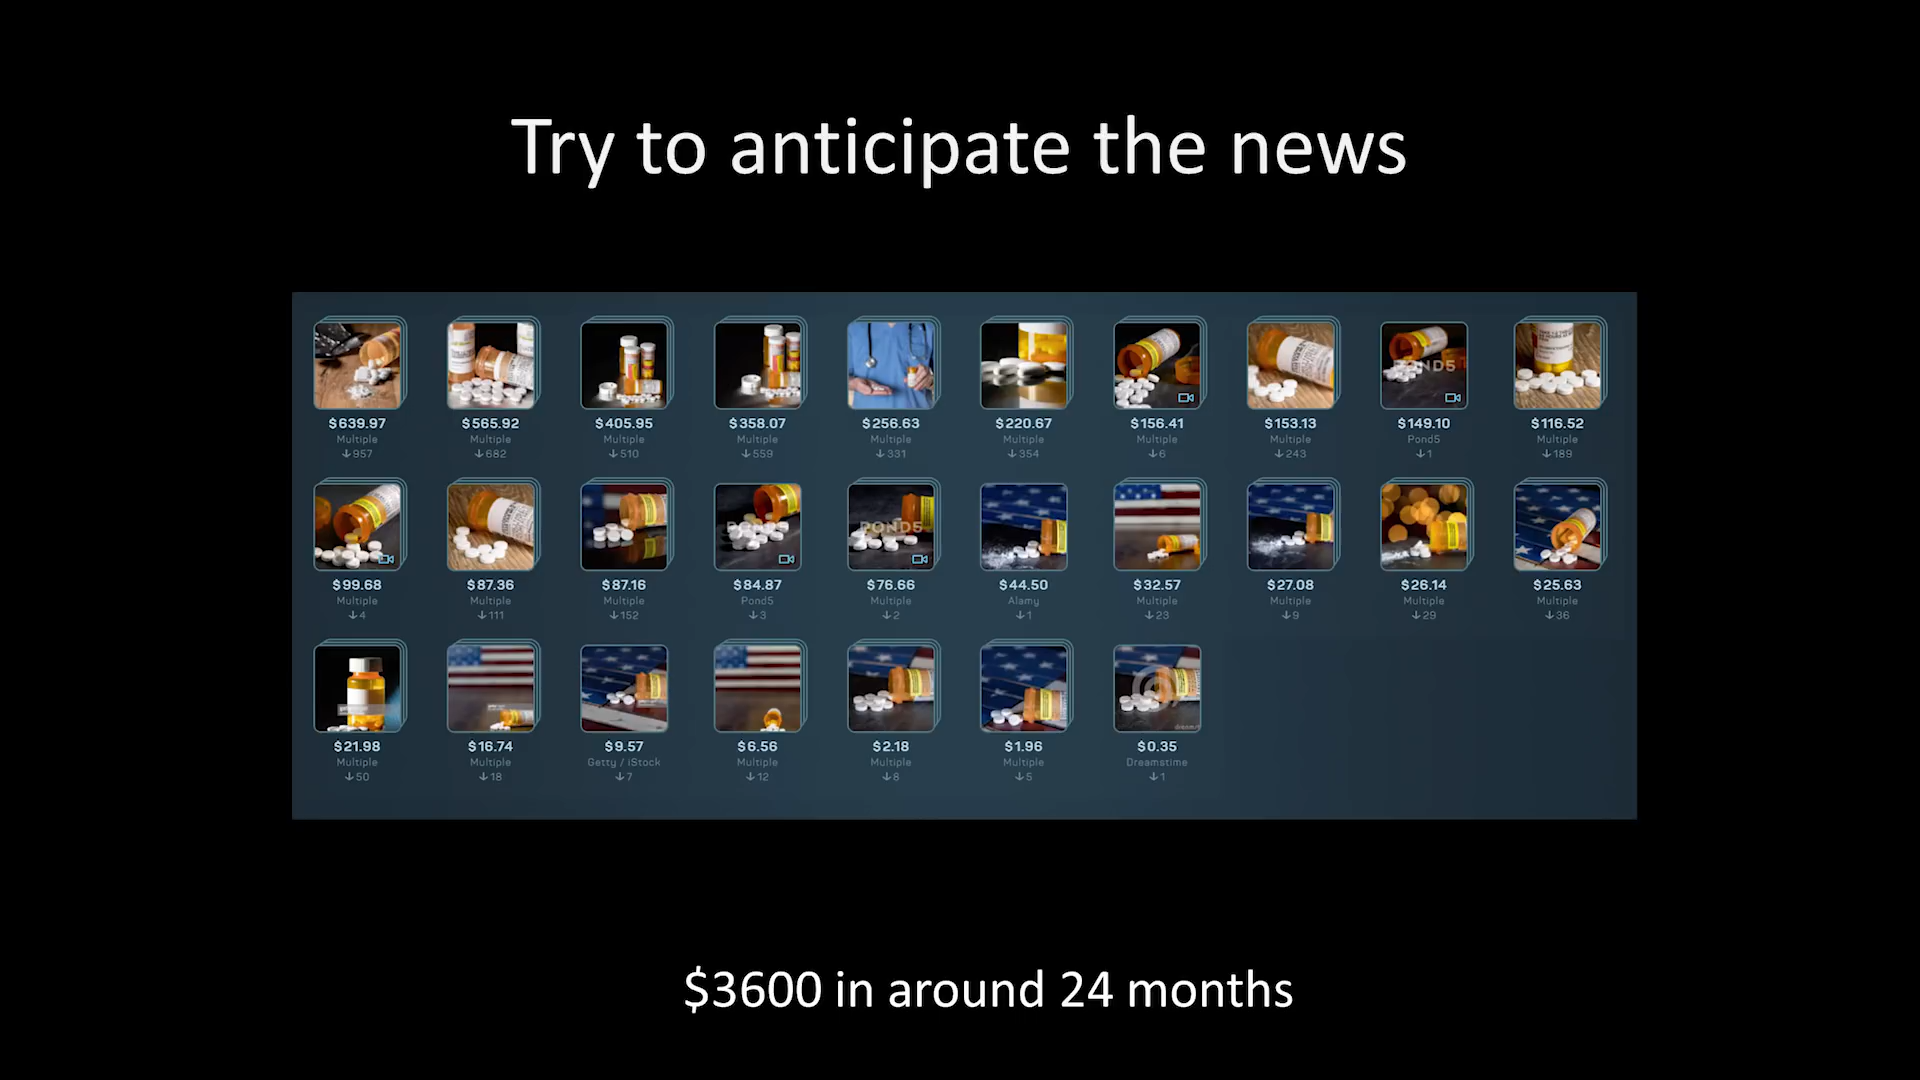 Try to anticipate the news
POND5
$639.97 $565.92 $405.95 $358.07 $256.63 $220.67 $156.41 $153.13 $149.10 $116.52
Multiple Multiple Multiple Multiple Multiple Multiple Multiple Multiple Pond5 Multiple
↓957 ↓682 ↓510 ↓559 ↓331 ↓354 ↓6 ↓243 ↓1 ↓189
POND5 POND5
$99.68 $87.36 $87.16 $84.87 $76.66 $44.50 $32.57 $27.08 $26.14 $25.63
Multiple Multiple Multiple Pond5 Multiple Alamy Multiple Multiple Multiple Multiple
↓4 ↓111 ↓152 ↓3 ↓2 ↓1 ↓23 ↓9 ↓29 ↓36
$21.98 $16.74 $9.57 $6.56 $2.18 $1.96 $0.35
Multiple Multiple Getty / iStock Multiple Multiple Multiple Dreamstime
↓50 ↓18 ↓7 ↓12 ↓8 ↓5 ↓1
$3600 in around 24 months